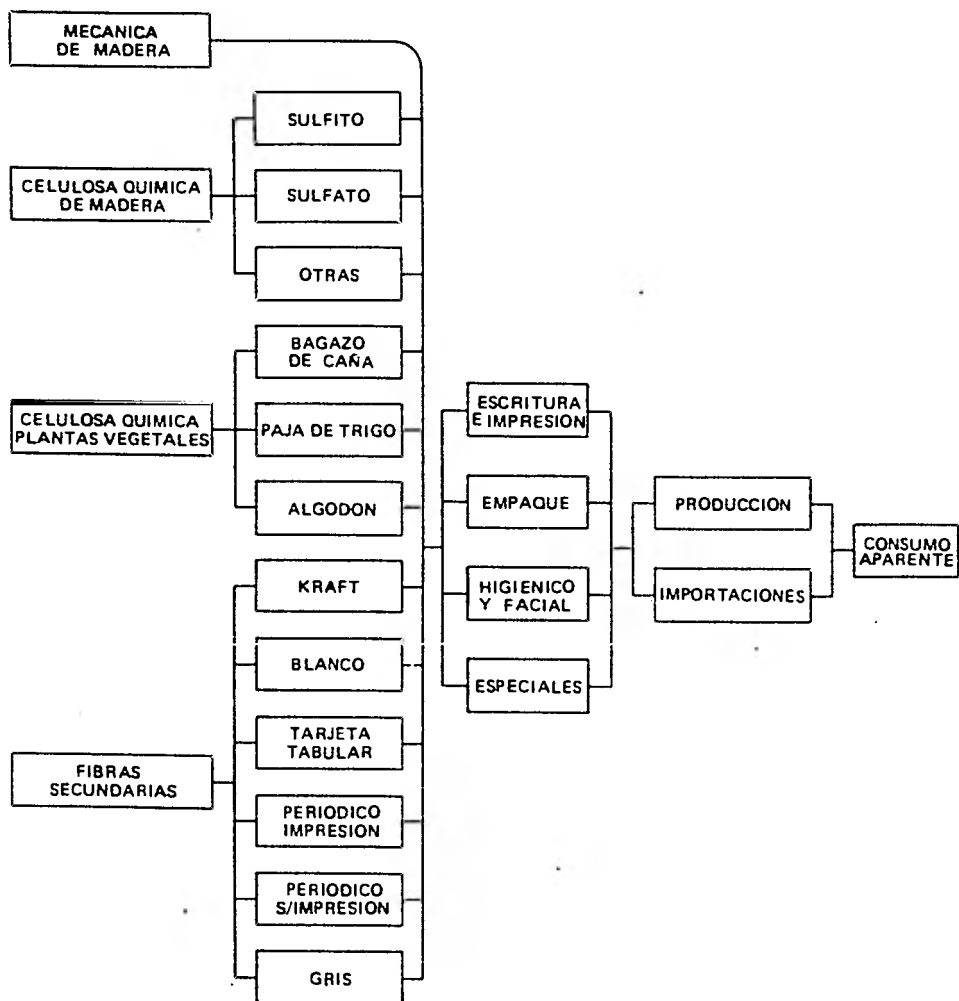 MECANICA
DE MADERA
SULFITO
CELULOSA QUIMICA
DE MADERA
SULFATO
OTRAS
BAGAZO
DE CAÑA
CELULOSA QUIMICA
PLANTAS VEGETALES
PAJA DE TRIGO
ALGODON
KRAFT
BLANCO
TARJETA
TABULAR
FIBRAS
SECUNDARIAS
PERIODICO
IMPRESION
PERIODICO
S/IMPRESION
GRIS
ESCRITURA
E IMPRESION
EMPAQUE
HIGIENICO
Y FACIAL
ESPECIALES
PRODUCCION
IMPORTACIONES
CONSUMO
APARENTE